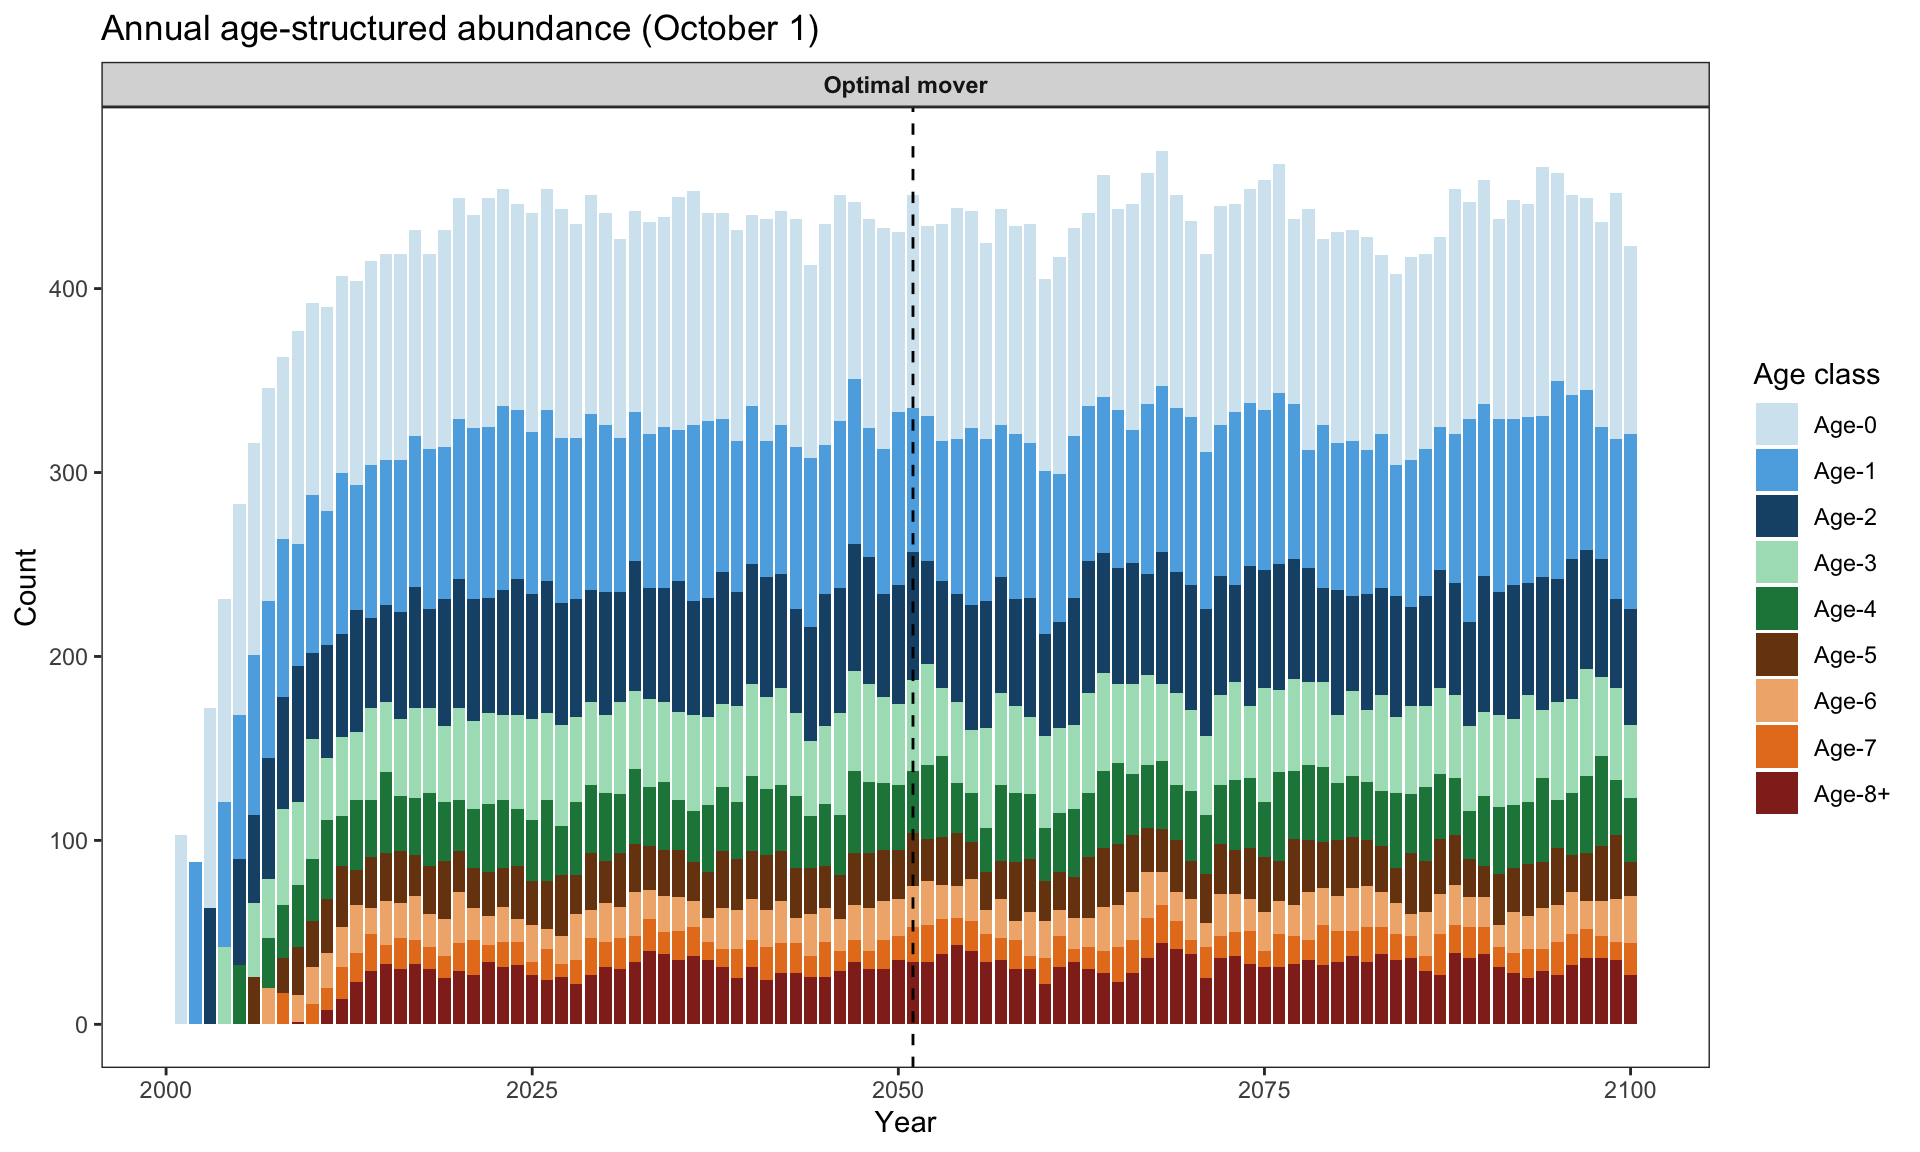 Annual age-structured abundance (October 1)
Optimal mover
Count
400
300
200
100
0
2000 2025 2050 2075 2100
Year
Age class
Age-0
Age-1
Age-2
Age-3
Age-4
Age-5
Age-6
Age-7
Age-8+